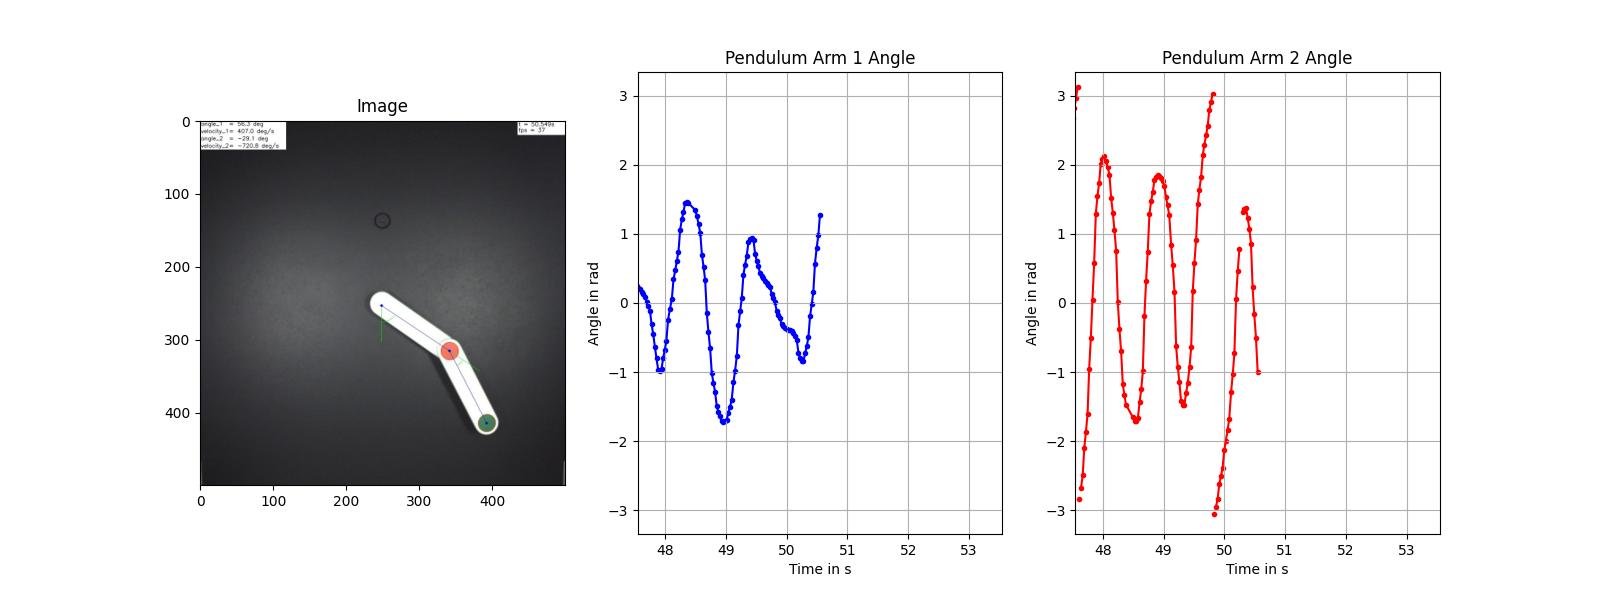 Image
Pendulum Arm 1 Angle
Pendulum Arm 2 Angle
angle_1 = 56.3 deg
velocity_1= 407.0 deg/s
angle_2 = -29.1 deg
velocity_2= -720.8 deg/s
t = 50.549s
fps = 37
0
100
200
300
400
0 100 200 300 400
Angle in rad
3
2
1
0
−1
−2
−3
48 49 50 51 52 53
Time in s
Angle in rad
3
2
1
0
−1
−2
−3
48 49 50 51 52 53
Time in s